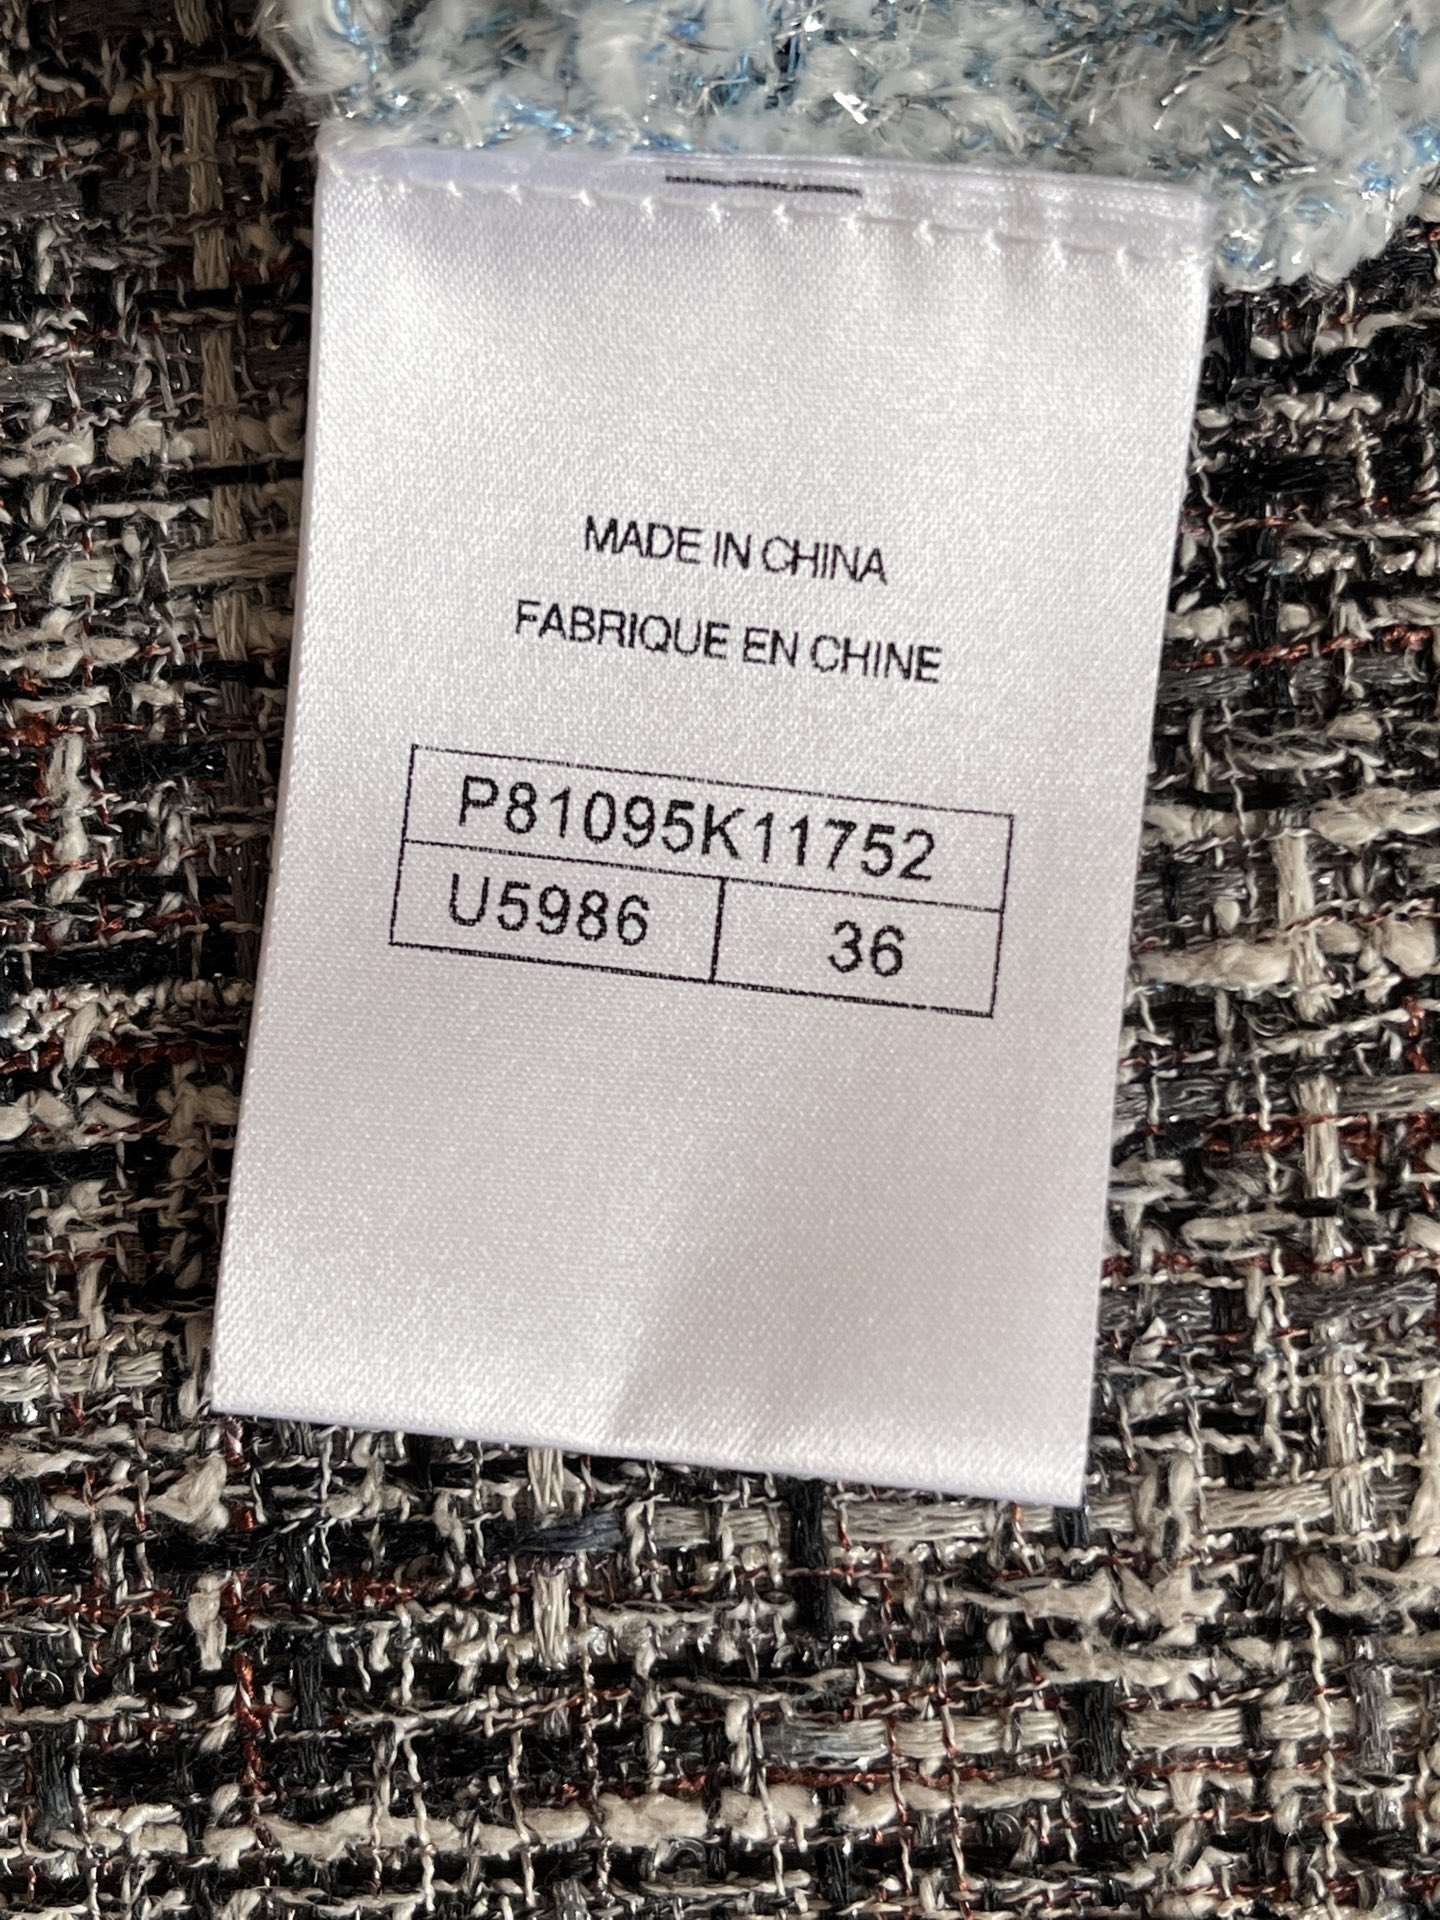 MADE IN CHINA
FABRIQUE EN CHINE
P81095K11752
U5986 36